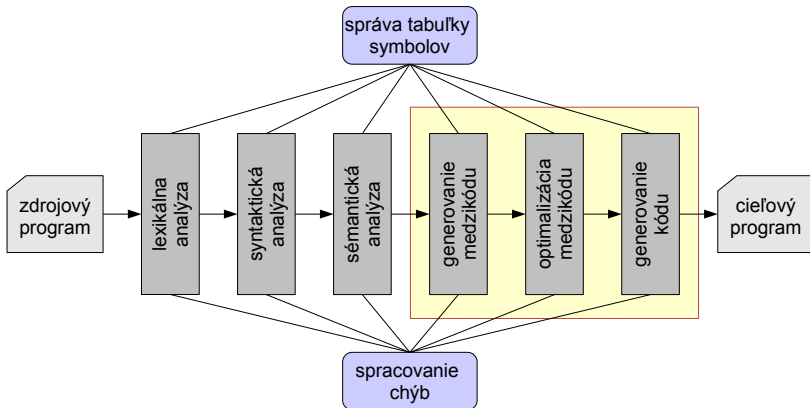 správa tabuľky
symbolov
zdrojový
program
lexikálna
analýza
syntaktická
analýza
sémantická
analýza
generovanie
medzikódu
optimalizácia
medzikódu
generovanie
kódu
cieľový
program
spracovanie
chýb